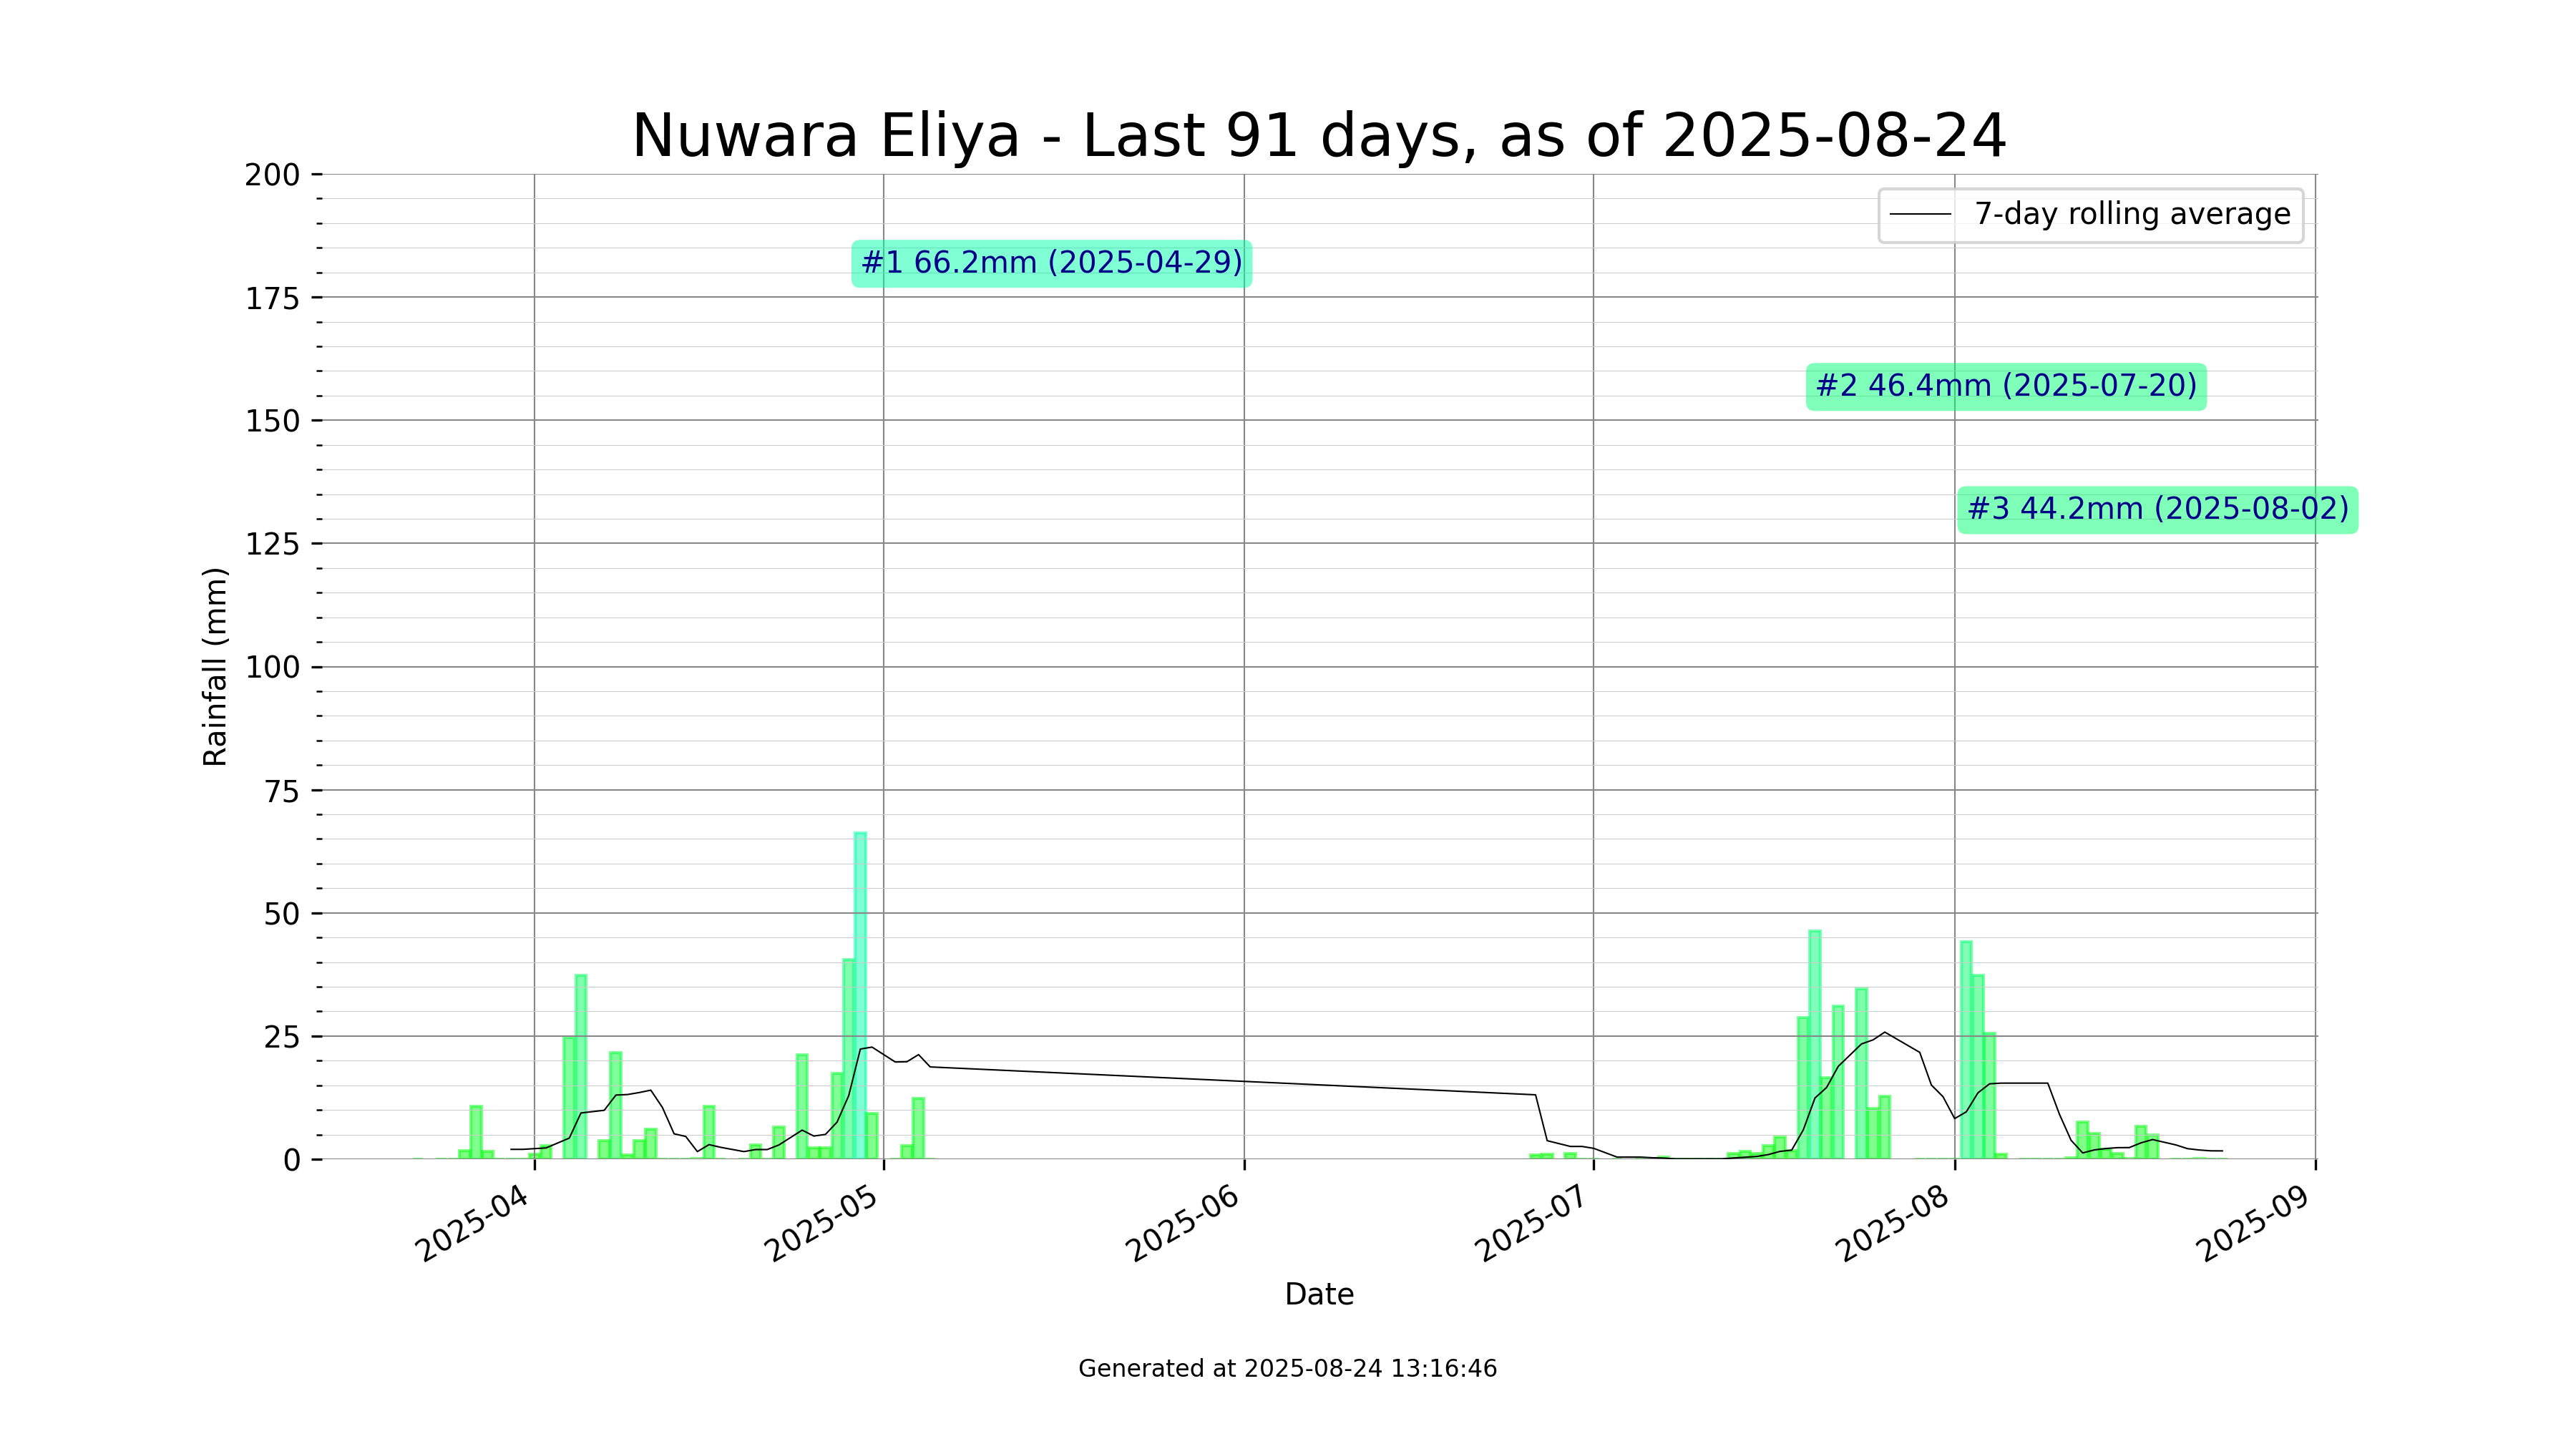 Nuwara Eliya - Last 91 days, as of 2025-08-24
7-day rolling average
#1 66.2mm (2025-04-29)
#2 46.4mm (2025-07-20)
#3 44.2mm (2025-08-02)
Rainfall (mm)
200
175
150
125
100
75
50
25
0
2025-04
2025-05
2025-06
2025-07
2025-08
2025-09
Date
Generated at 2025-08-24 13:16:46